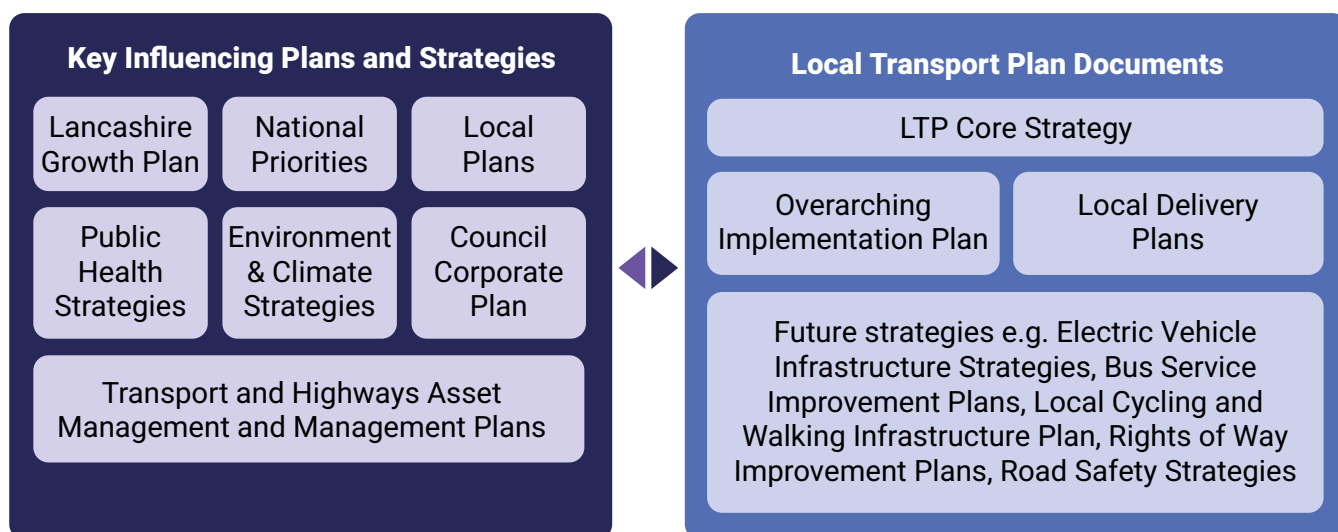 Key Influencing Plans and Strategies
Lancashire
Growth Plan
National
Priorities
Local
Plans
Public
Health
Strategies
Environment
& Climate
Strategies
Council
Corporate
Plan
Transport and Highways Asset
Management and Management Plans
Local Transport Plan Documents
LTP Core Strategy
Overarching
Implementation Plan
Local Delivery
Plans
Future strategies e.g. Electric Vehicle
Infrastructure Strategies, Bus Service
Improvement Plans, Local Cycling and
Walking Infrastructure Plan, Rights of Way
Improvement Plans, Road Safety Strategies